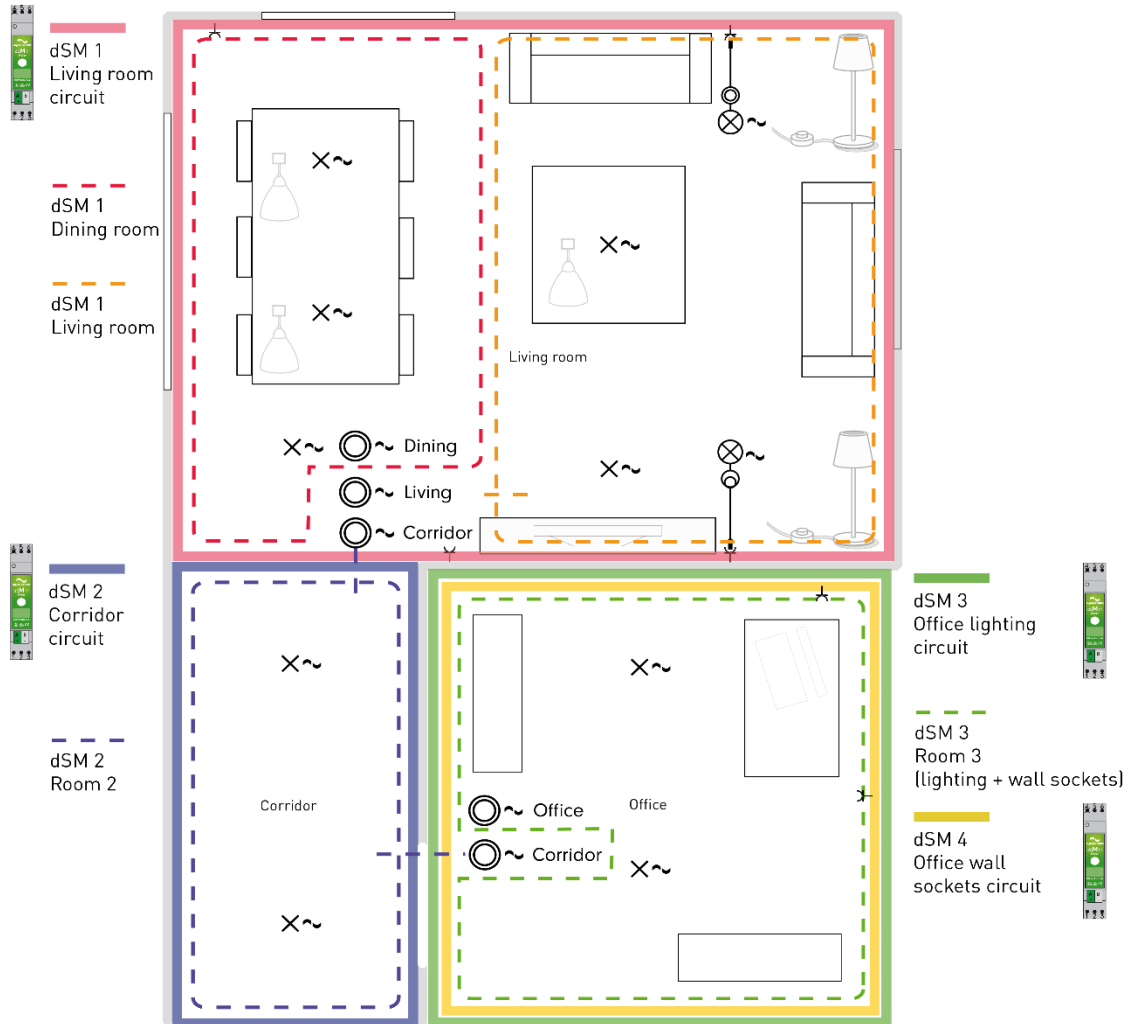 dSM 1
Living room
circuit
dSM 1
Dining room
dSM 1
Living room
Living room
Dining
Living
Corridor
dSM 2
Corridor
circuit
dSM 2
Room 2
Corridor
Office
Corridor
Office
dSM 3
Office lighting
circuit
dSM 3
Room 3
(lighting + wall sockets)
dSM 4
Office wall
sockets circuit